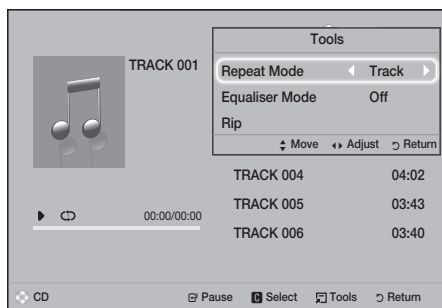 Tools
TRACK 001
Repeat Mode Track
Equaliser Mode Off
Rip
Move Adjust Return
TRACK 004 04:02
TRACK 005 03:43
00:00/00:00
TRACK 006 03:40
CD Pause C Select Tools Return